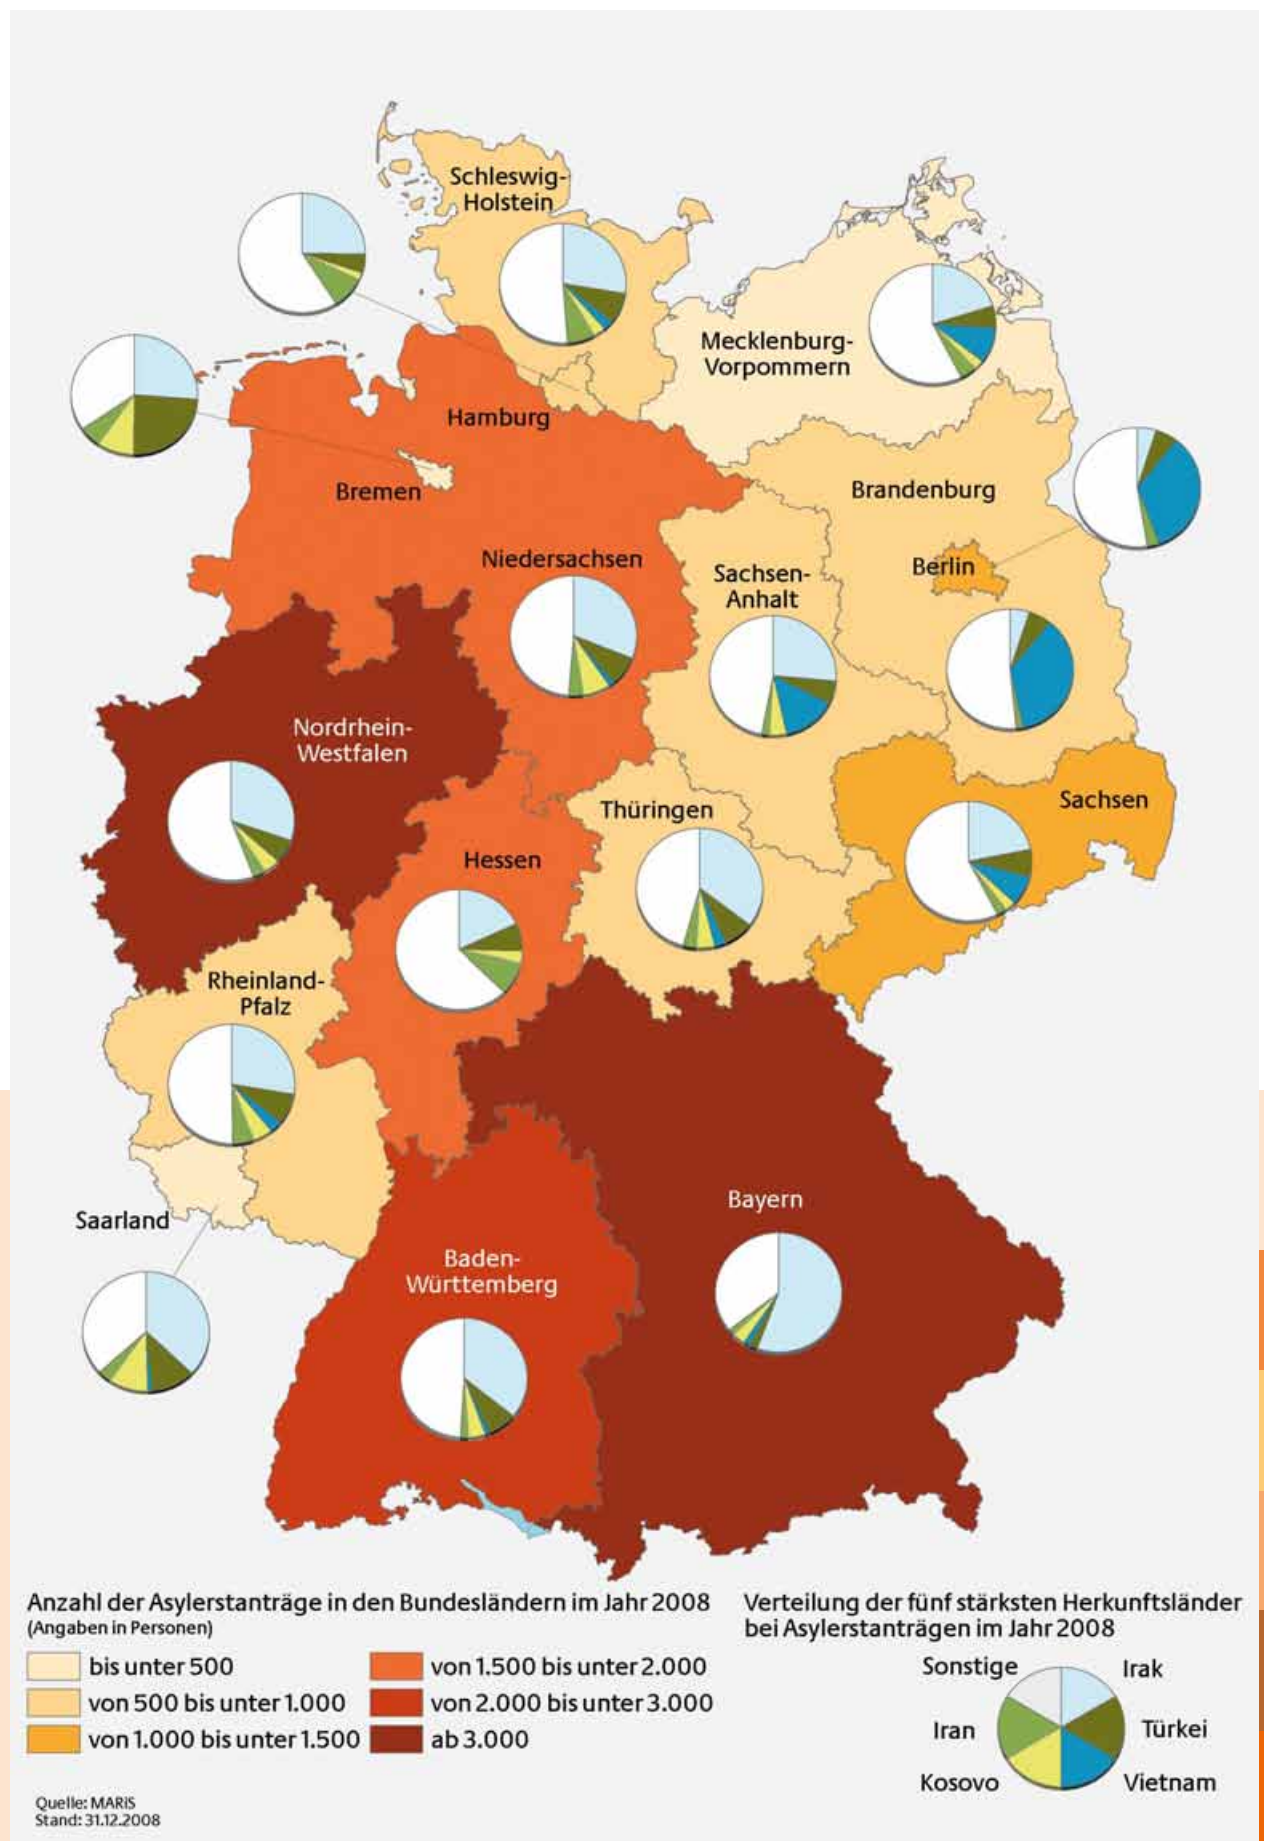 Schleswig-
Holstein
Mecklenburg-
Vorpommern
Hamburg
Bremen
Brandenburg
Niedersachsen
Berlin
Sachsen-
Anhalt
Nordrhein-
Westfalen
Thüringen
Sachsen
Hessen
Rheinland-
Pfalz
Saarland
Bayern
Baden-
Württemberg
Anzahl der Asylerstanträge in den Bundesländern im Jahr 2008
(Angaben in Personen)
bis unter 500
von 500 bis unter 1.000
von 1.000 bis unter 1.500
von 1.500 bis unter 2.000
von 2.000 bis unter 3.000
ab 3.000
Verteilung der fünf stärksten Herkunftsländer
bei Asylerstanträgen im Jahr 2008
Sonstige
Irak
Iran
Türkei
Kosovo
Vietnam
Quelle: MARiS
Stand: 31.12.2008